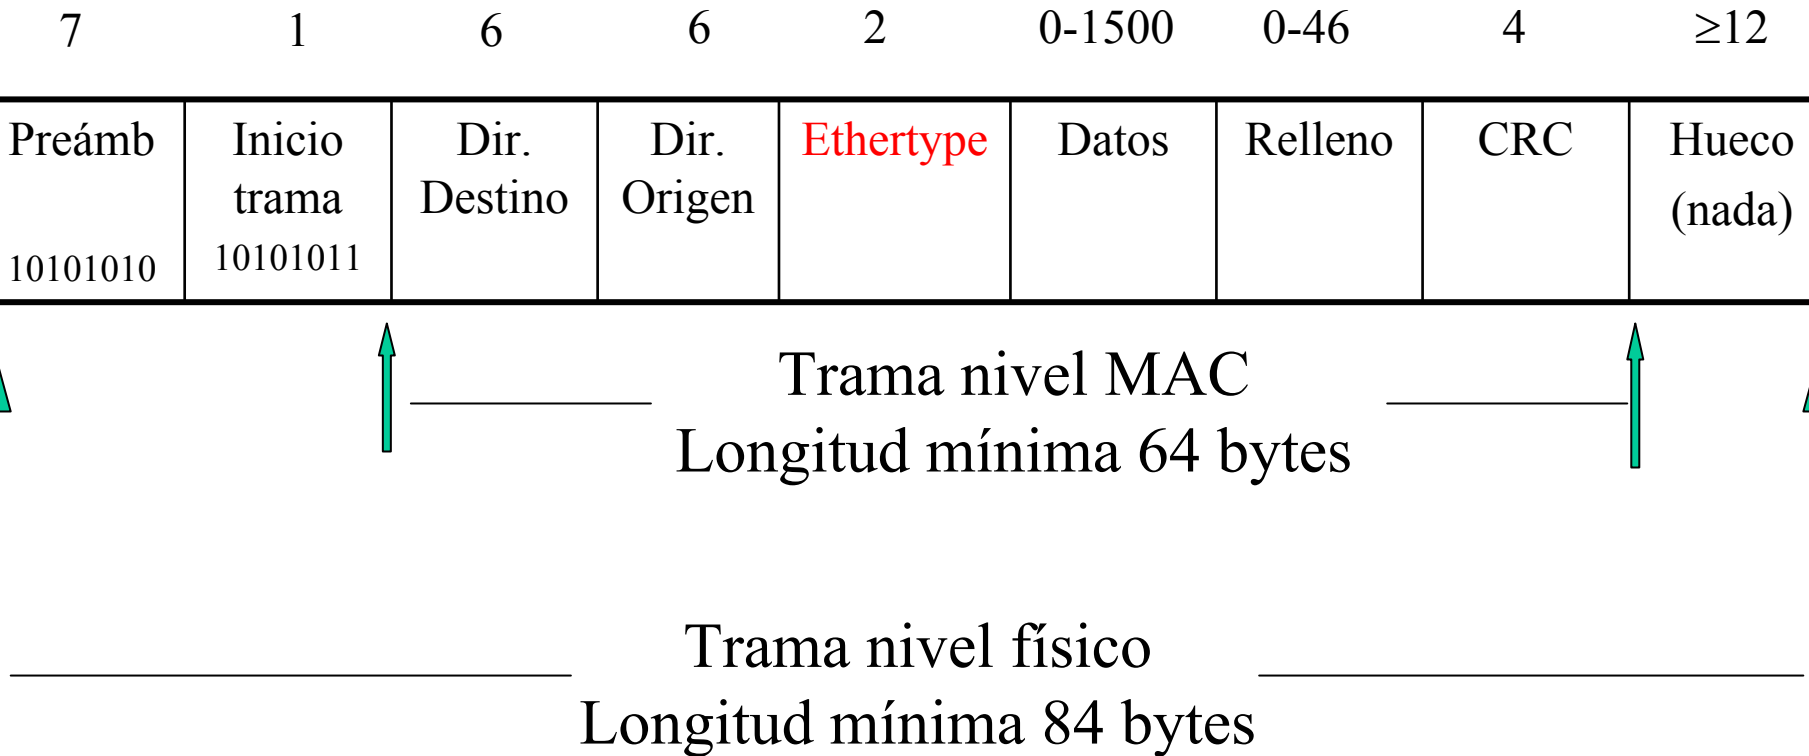 7 1 6 6 2 0-1500 0-46 4 ≥12
Preámb Inicio Dir. Dir. Ethertype Datos Relleno CRC Hueco
trama Destino Origen (nada)
10101010 10101011
Trama nivel MAC
Longitud mínima 64 bytes
Trama nivel físico
Longitud mínima 84 bytes